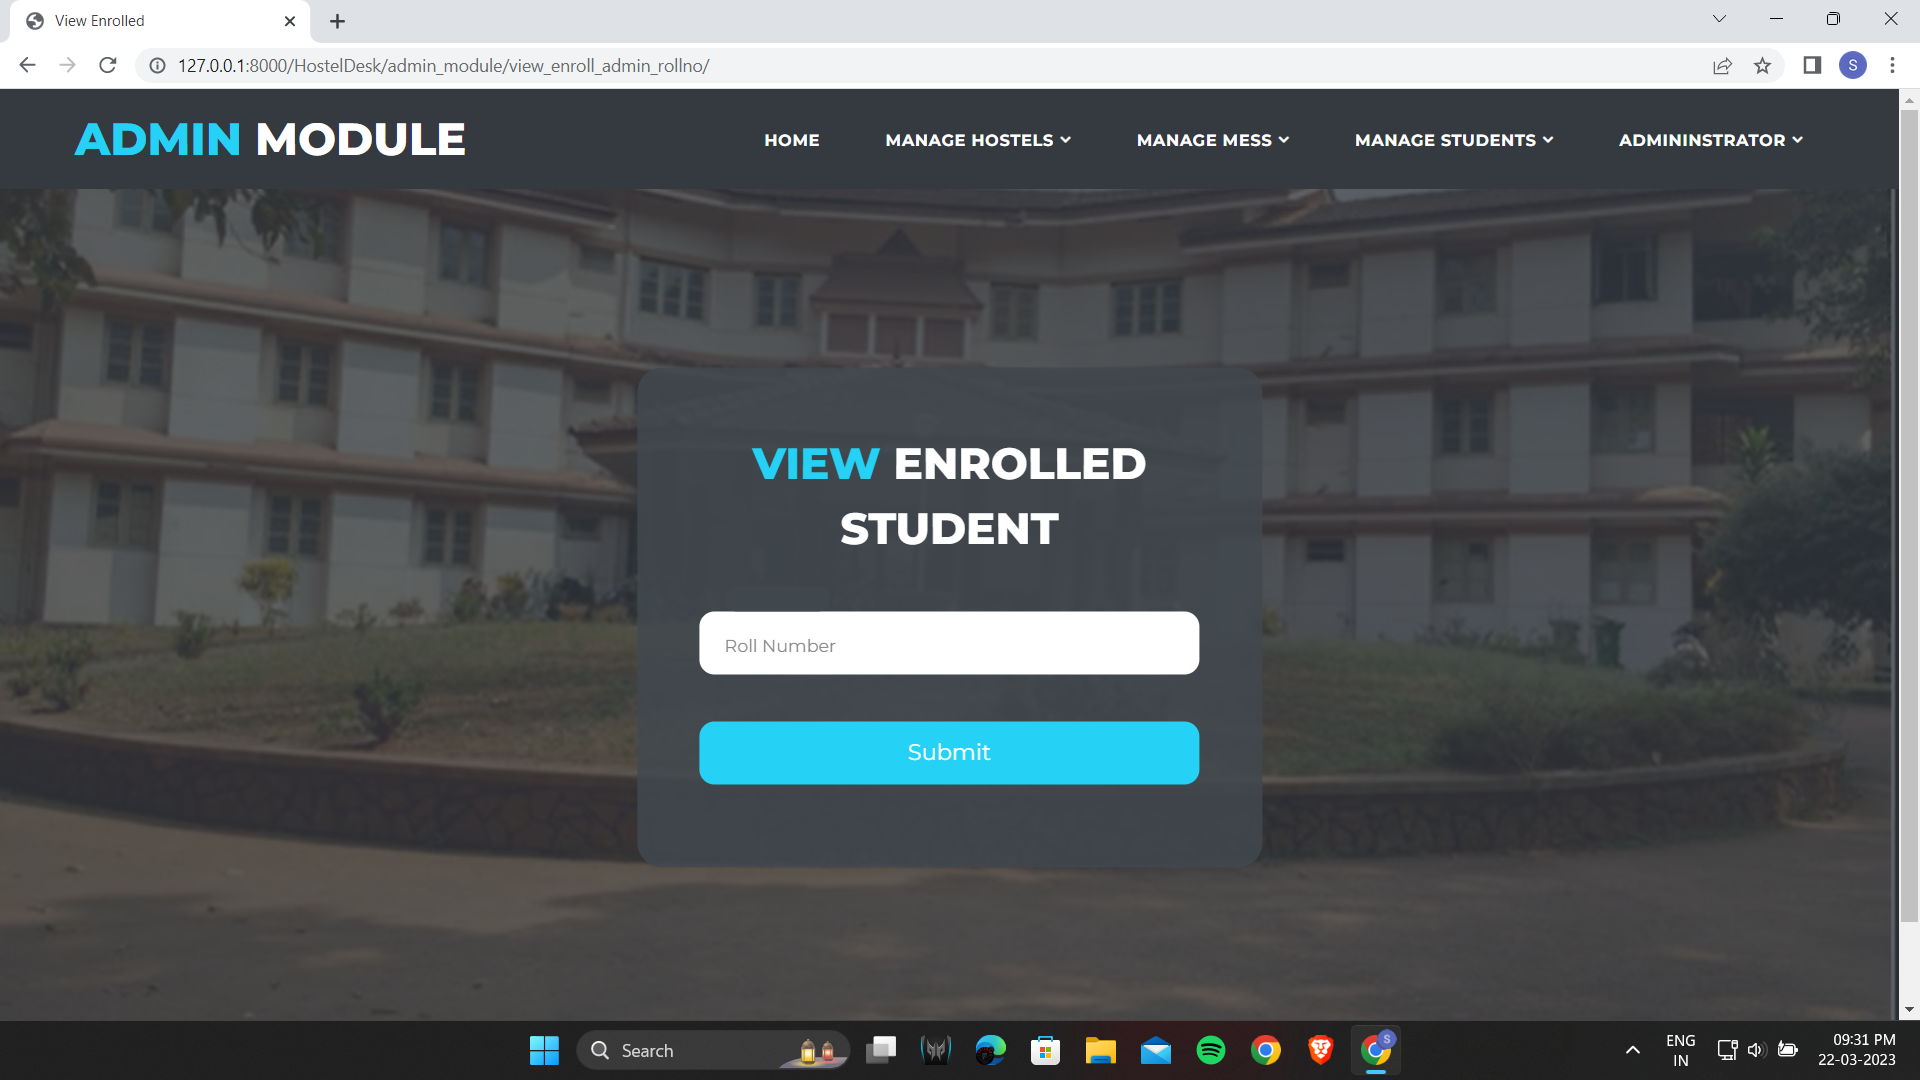 View Enrolled
127.0.0.1:8000/HostelDesk/admin_module/view_enroll_admin_rollno/
S
ADMIN MODULE
HOME
MANAGE HOSTELS
MANAGE MESS
MANAGE STUDENTS
ADMININSTRATOR
VIEW ENROLLED
STUDENT
Roll Number
Submit
Search
S
ENG
IN
09:31 PM
22-03-2023